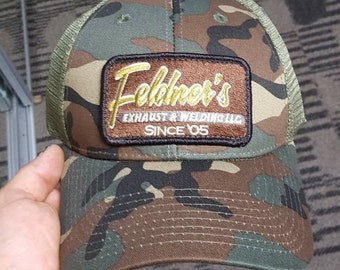 Feldner's
EXHAUST & WELDING LLC
SINCE '05